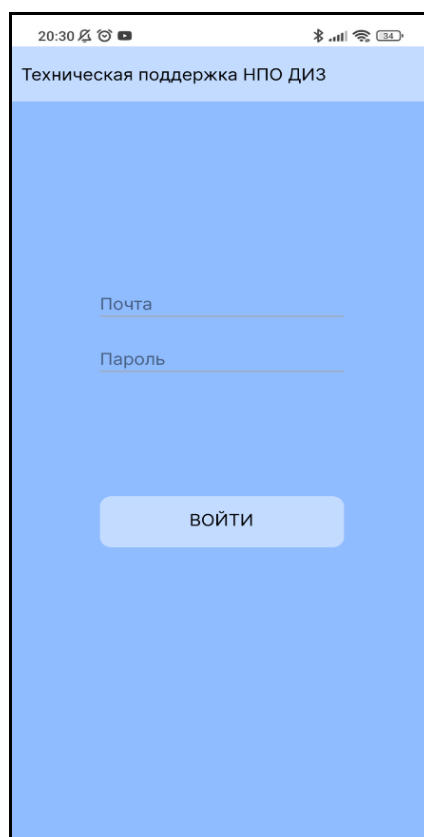 20:30
34
Техническая поддержка НПО ДИЗ
Почта
Пароль
ВОЙТИ